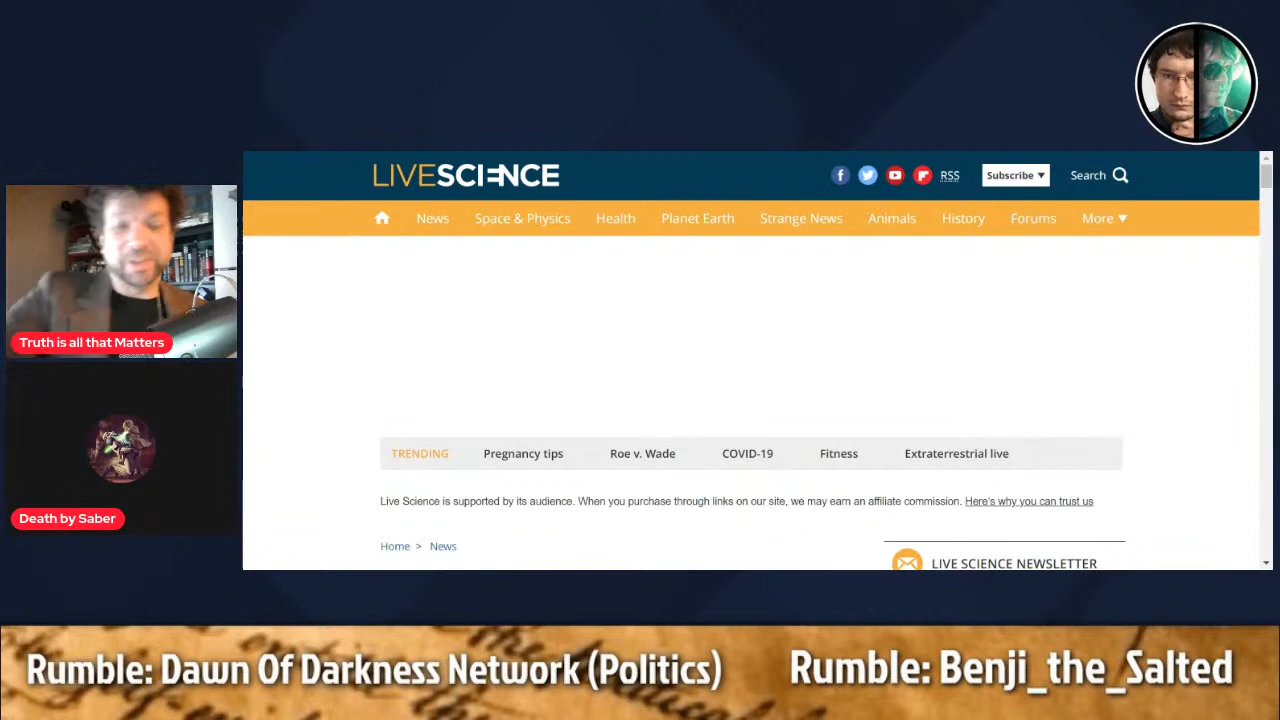 LIVESCIENCE
RSS
Subscribe ▼
Search
News Space & Physics Health Planet Earth Strange News Animals History Forums More ▼
TRENDING Pregnancy tips Roe v. Wade COVID-19 Fitness Extraterrestrial live
Live Science is supported by its audience. When you purchase through links on our site, we may earn an affiliate commission. Here's why you can trust us
Home > News
LIVE SCIENCE NEWSLETTER
Truth is all that Matters
Death by Saber
Rumble: Dawn Of Darkness Network (Politics)
Rumble: Benji_the_Salted